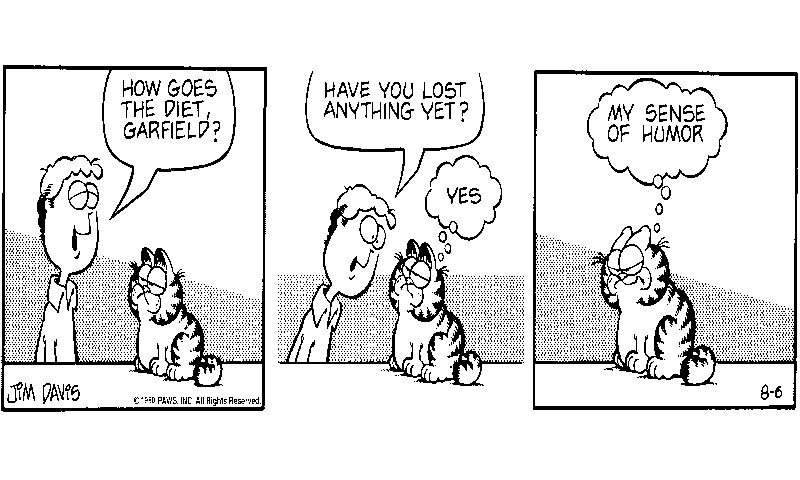 HOW GOES
THE DIET,
GARFIELD?
JIM DAVIS
© 1980 PAWS, INC. All Rights Reserved.
HAVE YOU LOST
ANYTHING YET?
YES
MY SENSE
OF HUMOR
8-6